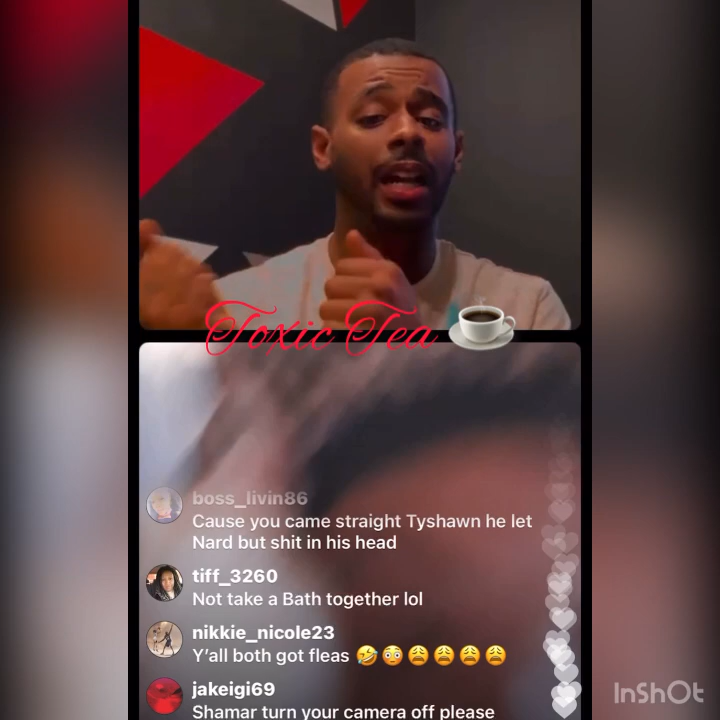 Toxic Tea
boss_livin86
Cause you came straight Tyshawn he let
Nard but shit in his head
tiff_3260
Not take a Bath together lol
nikkie_nicole23
Y'all both got fleas 🤣😳😩😩😩😩
jakeigi69
Shamar turn your camera off please
InShOt